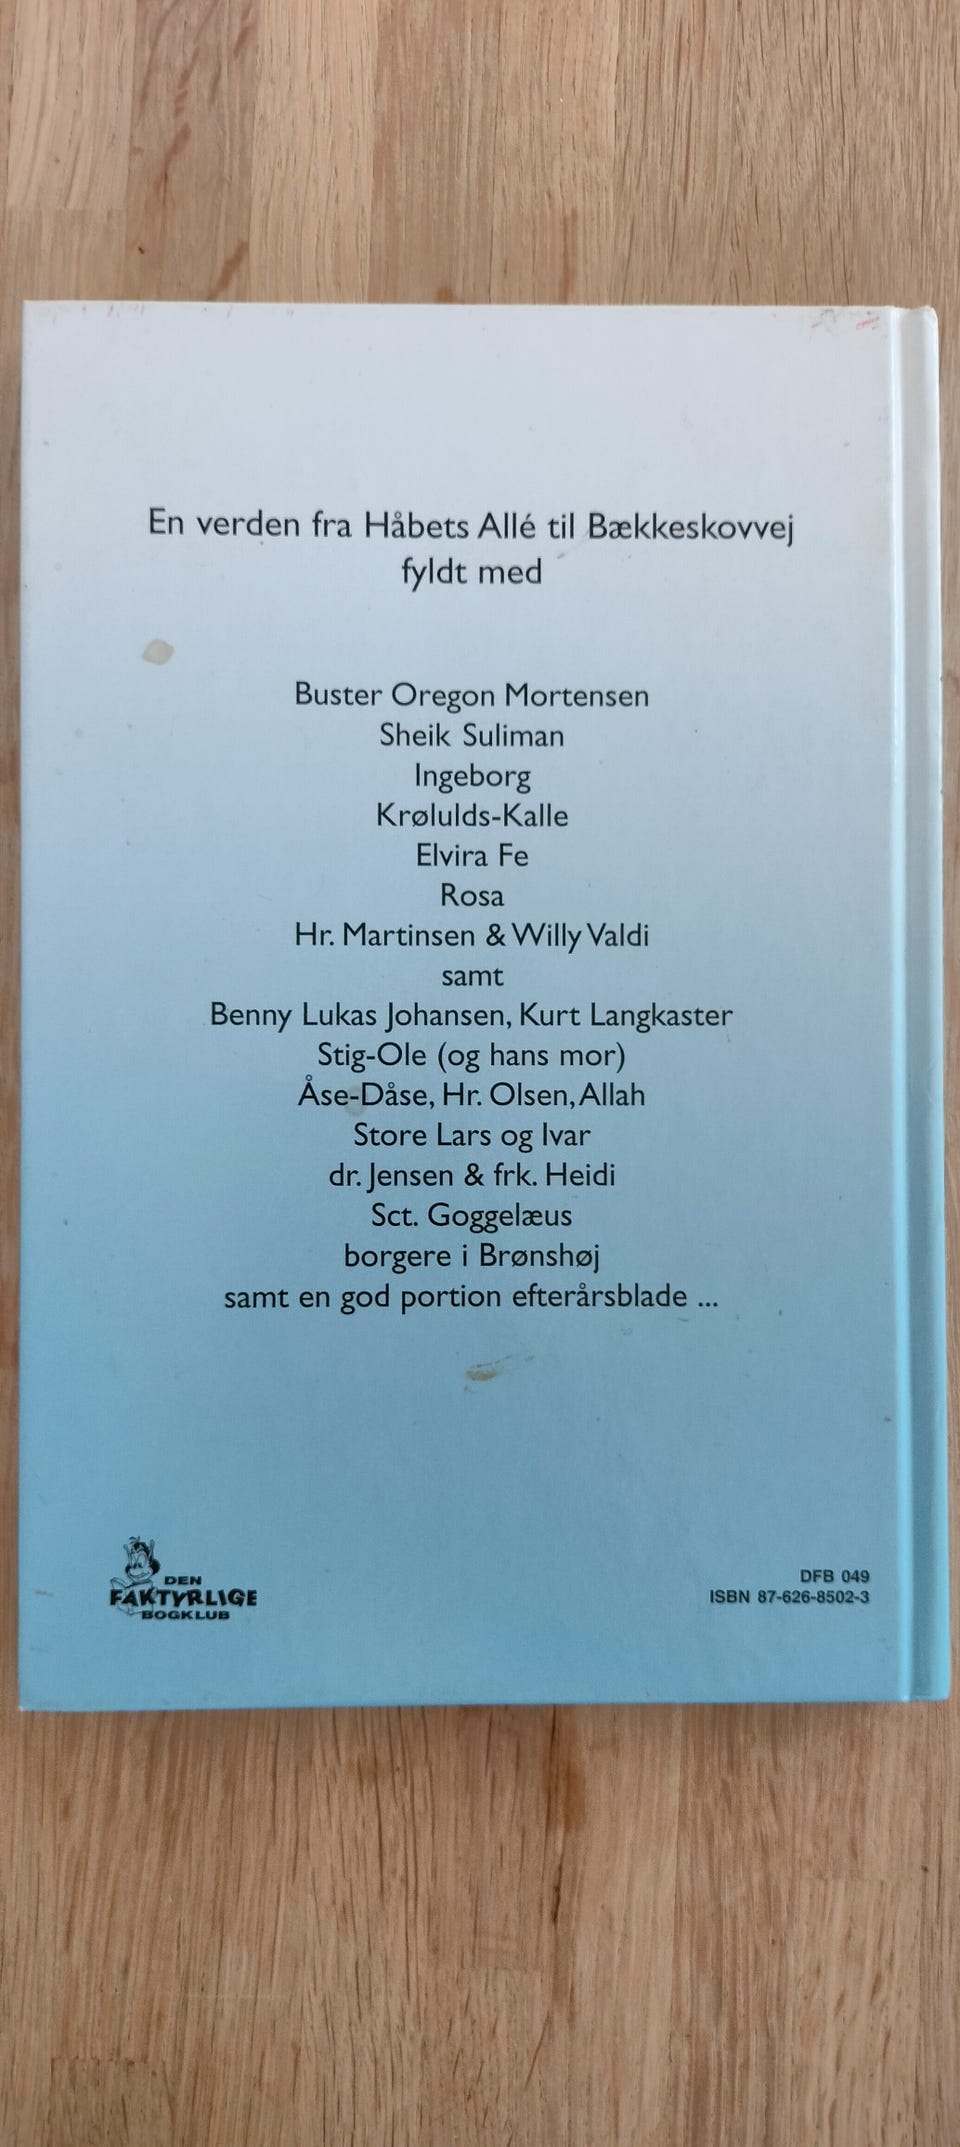 En verden fra Håbets Allé til Bækkeskovvej
fyldt med
Buster Oregon Mortensen
Sheik Suliman
Ingeborg
Krølulds-Kalle
Elvira Fe
Rosa
Hr. Martinsen & Willy Valdi
samt
Benny Lukas Johansen, Kurt Langkaster
Stig-Ole (og hans mor)
Åse-Dåse, Hr. Olsen, Allah
Store Lars og Ivar
dr. Jensen & frk. Heidi
Sct. Goggelæus
borgere i Brønshøj
samt en god portion efterårsblade ...
DEN
FAKTYRLIGE
BOGKLUB
DFB 049
ISBN 87-626-8502-3